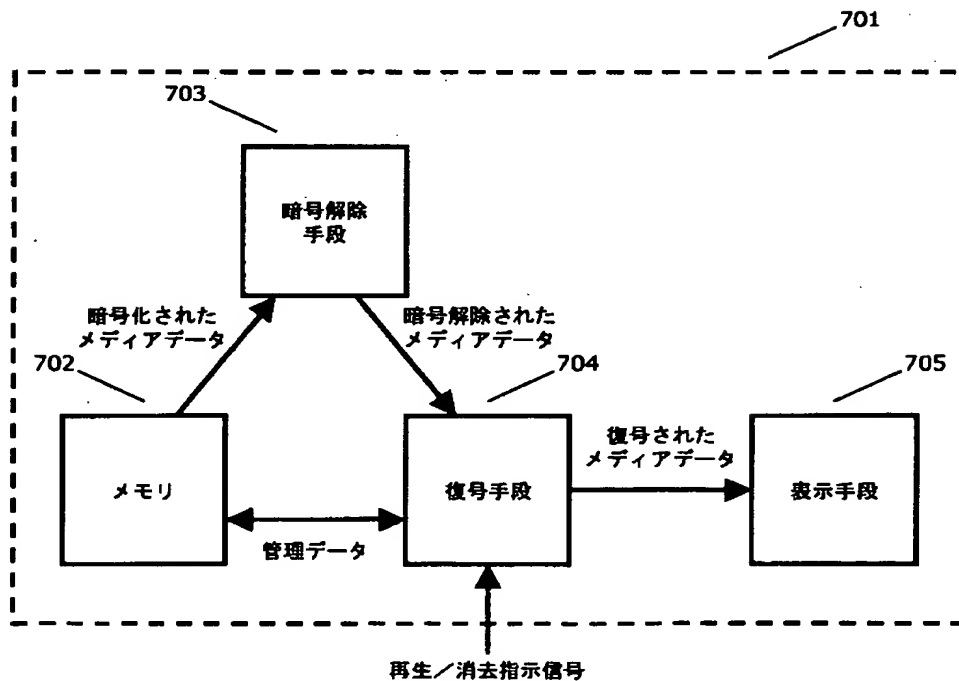 701
703
暗号解除
手段
暗号化された
メディアデータ
暗号解除された
メディアデータ
702
704
705
メモリ
復号手段
復号された
メディアデータ
表示手段
管理データ
再生／消去指示信号